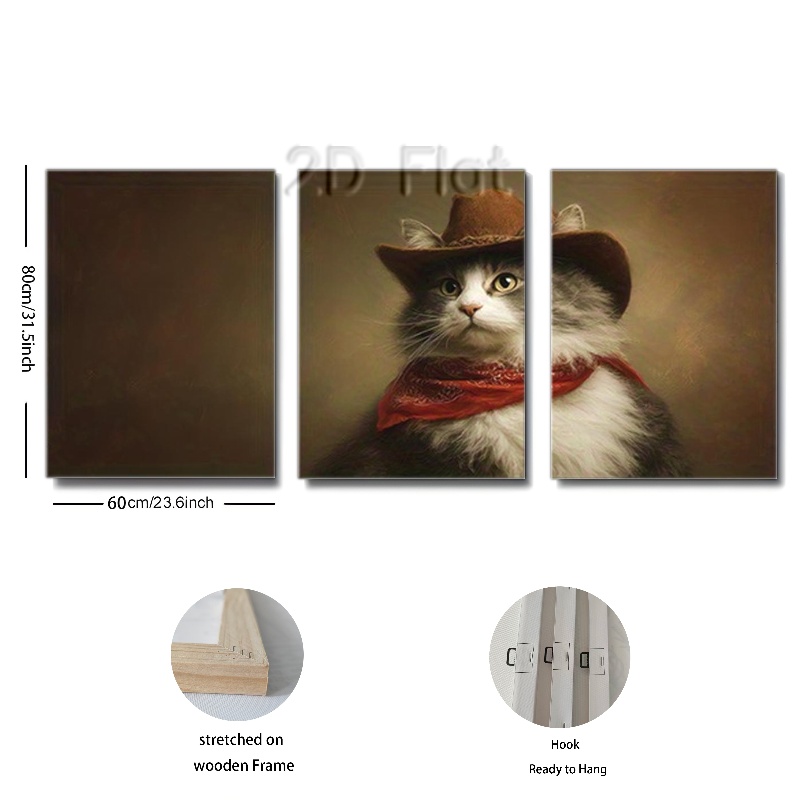 2D Flat
80cm/31.5inch
60cm/23.6inch
stretched on
wooden Frame
Hook
Ready to Hang